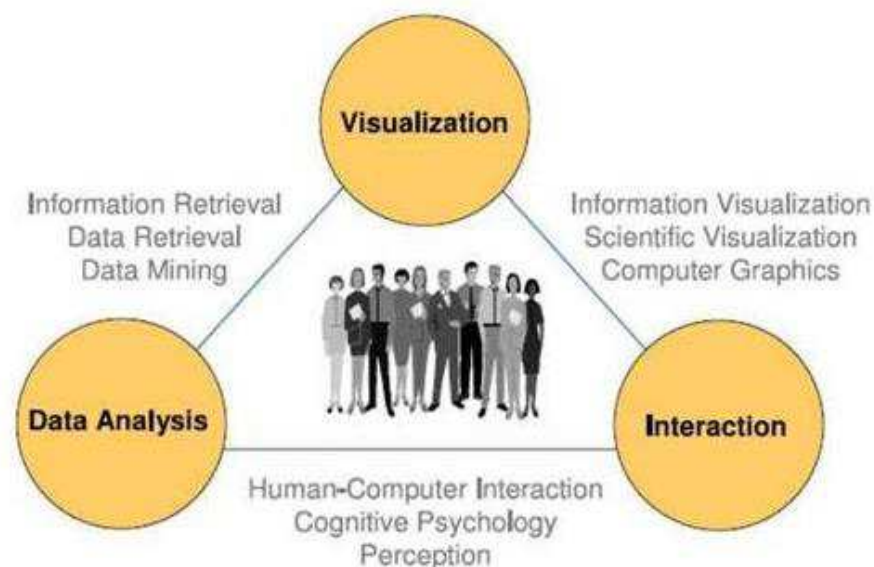 Visualization
Information Retrieval
Data Retrieval
Data Mining
Information Visualization
Scientific Visualization
Computer Graphics
Data Analysis
Interaction
Human-Computer Interaction
Cognitive Psychology
Perception